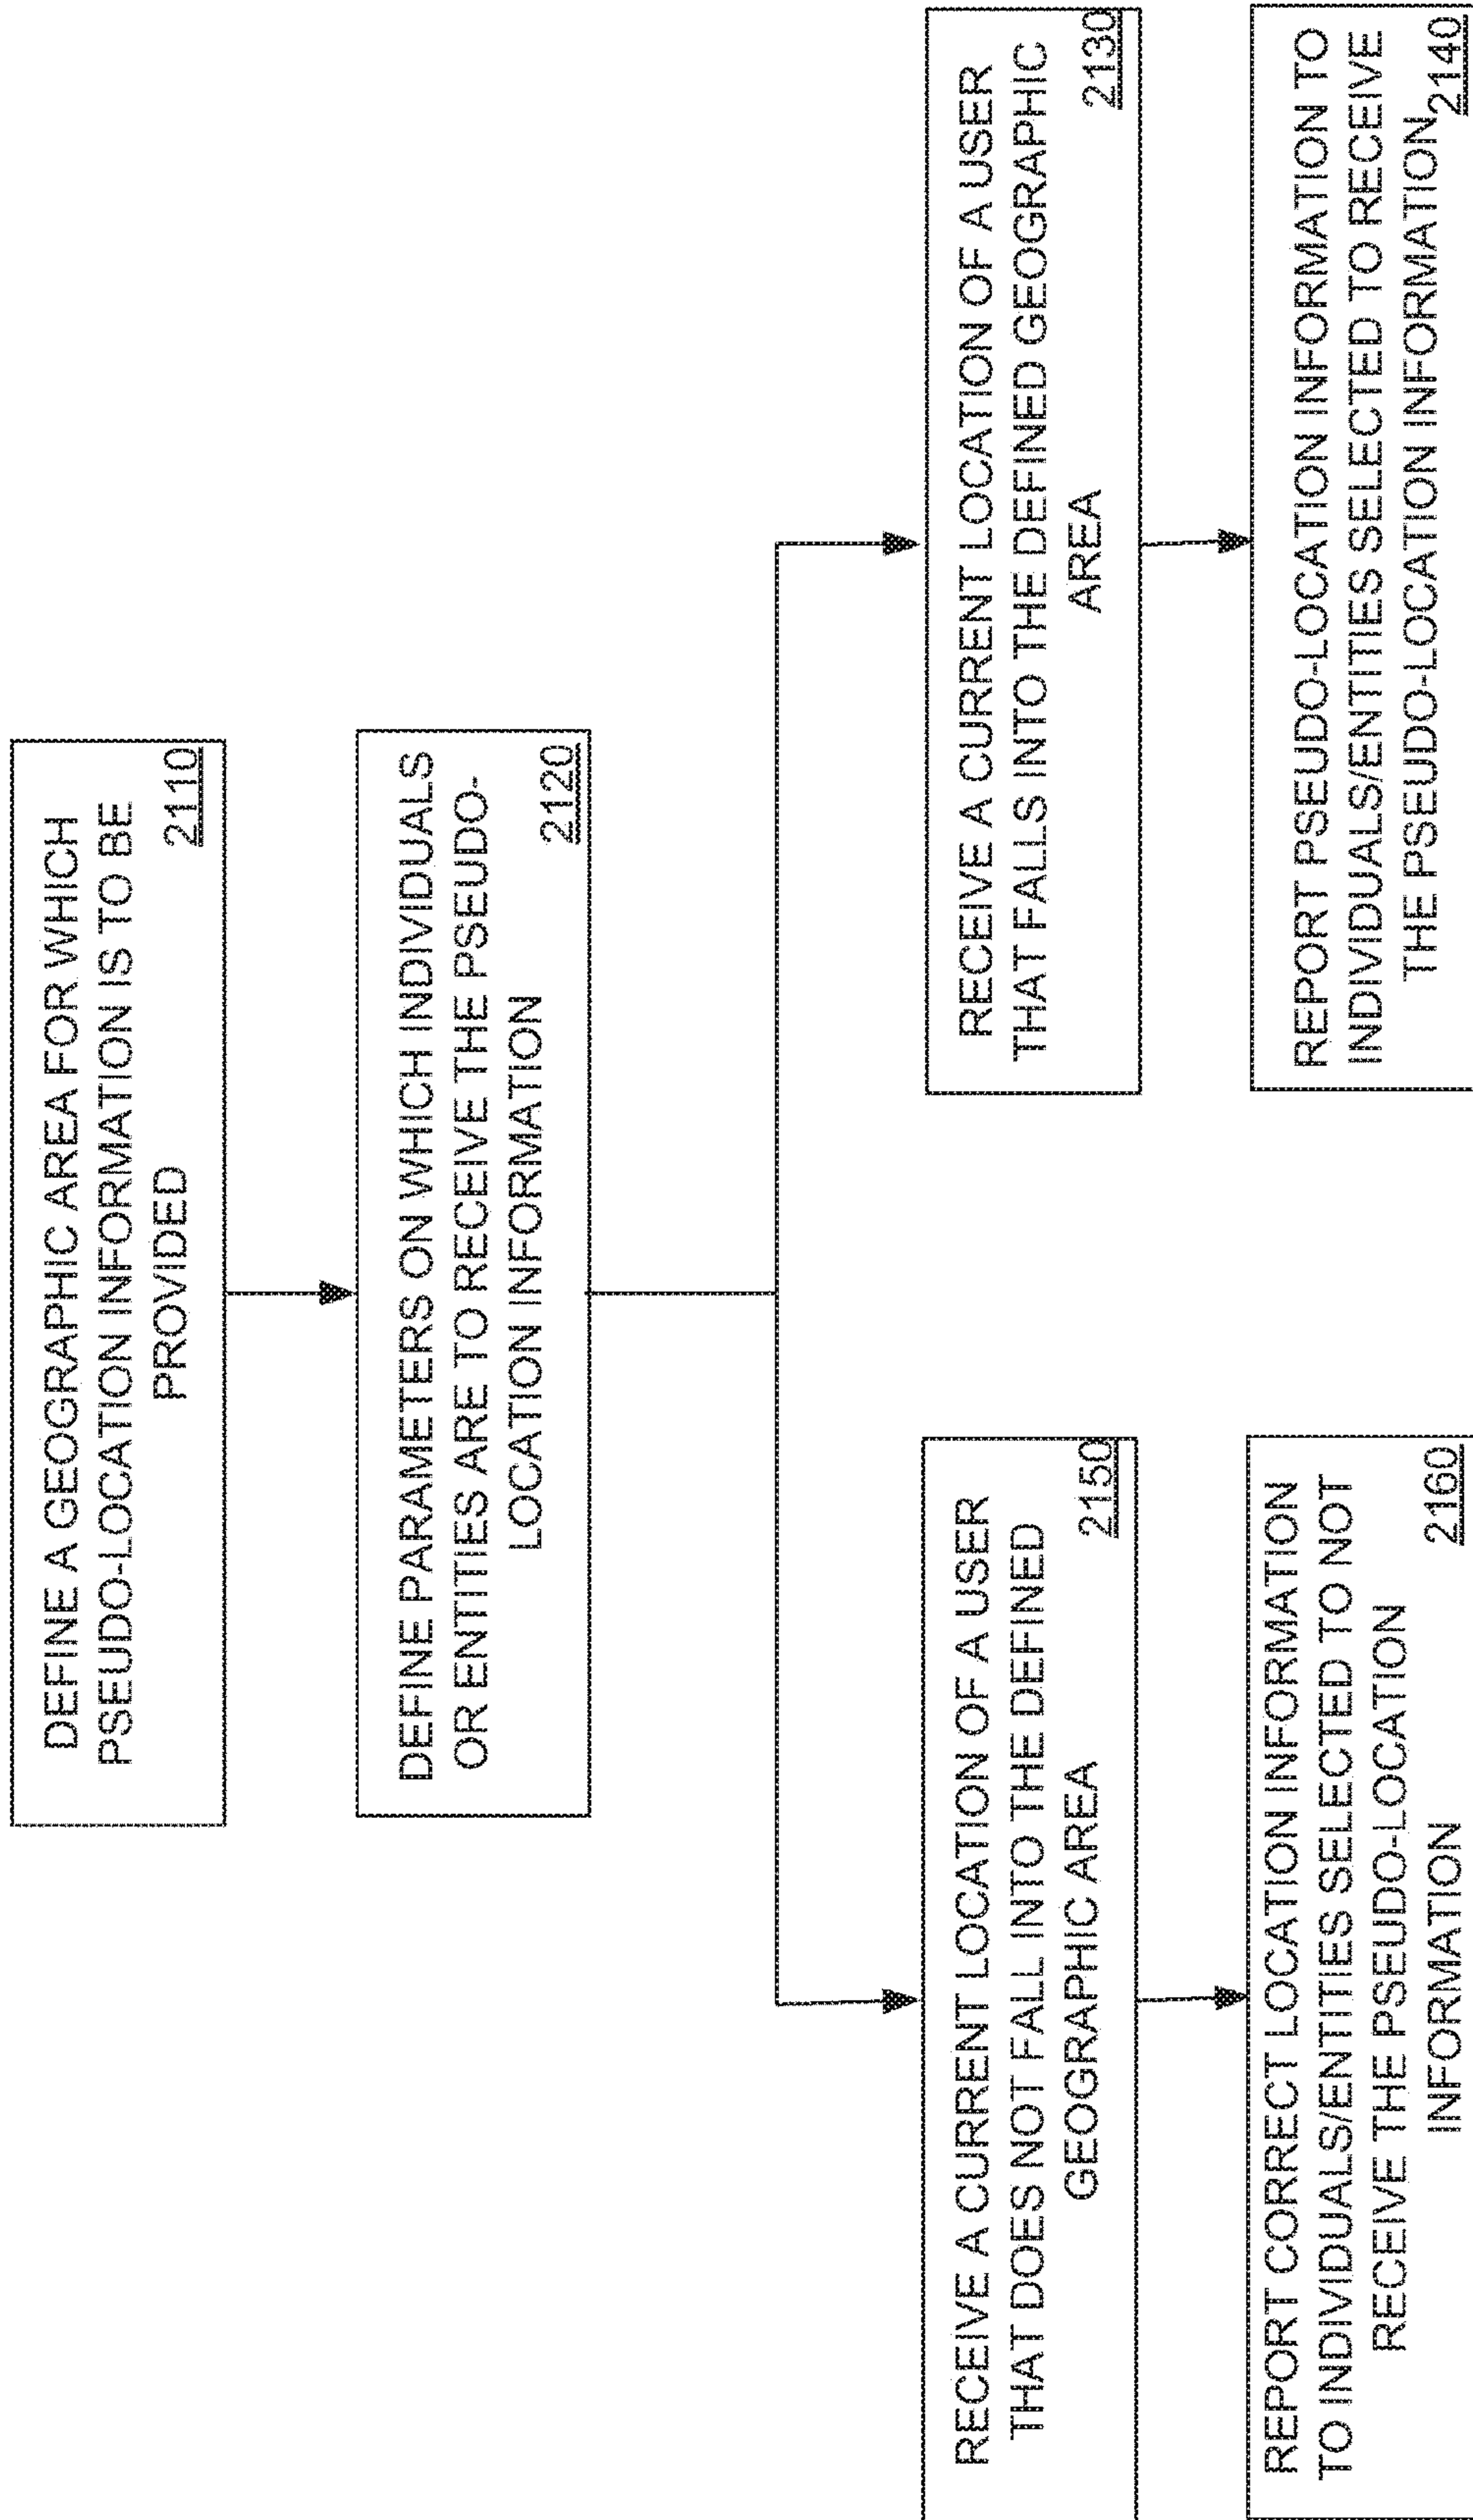 DEFINE A GEOGRAPHIC AREA FOR WHICH
PSEUDO-LOCATION INFORMATION IS TO BE
PROVIDED
2110
DEFINE PARAMETERS ON WHICH INDIVIDUALS
OR ENTITIES ARE TO RECEIVE THE PSEUDO-
LOCATION INFORMATION
2120
RECEIVE A CURRENT LOCATION OF A USER
THAT DOES NOT FALL INTO THE DEFINED
GEOGRAPHIC AREA
2150
REPORT CORRECT LOCATION INFORMATION
TO INDIVIDUALS/ENTITIES SELECTED TO NOT
RECEIVE THE PSEUDO-LOCATION
INFORMATION
2160
RECEIVE A CURRENT LOCATION OF A USER
THAT FALLS INTO THE DEFINED GEOGRAPHIC
AREA
2130
REPORT PSEUDO-LOCATION INFORMATION TO
INDIVIDUALS/ENTITIES SELECTED TO RECEIVE
THE PSEUDO-LOCATION INFORMATION
2140